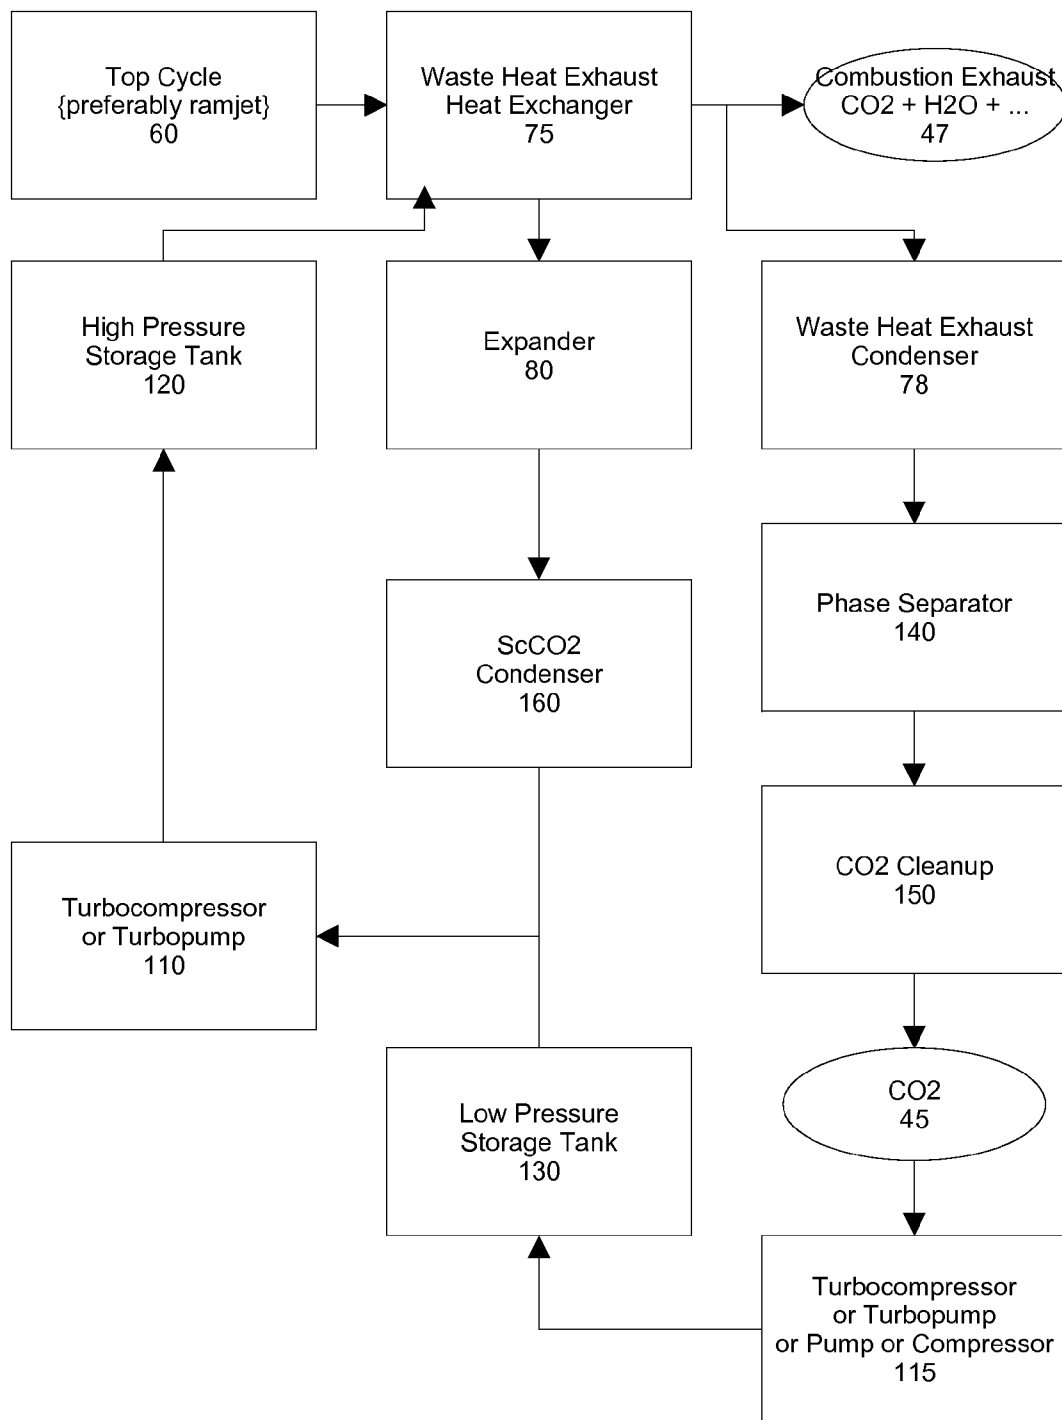 Top Cycle
{preferably ramjet}
60
Waste Heat Exhaust
Heat Exchanger
75
Combustion Exhaust
CO2 + H2O + ...
47
High Pressure
Storage Tank
120
Expander
80
Waste Heat Exhaust
Condenser
78
Phase Separator
140
ScCO2
Condenser
160
CO2 Cleanup
150
Turbocompressor
or Turbopump
110
Low Pressure
Storage Tank
130
CO2
45
Turbocompressor
or Turbopump
or Pump or Compressor
115